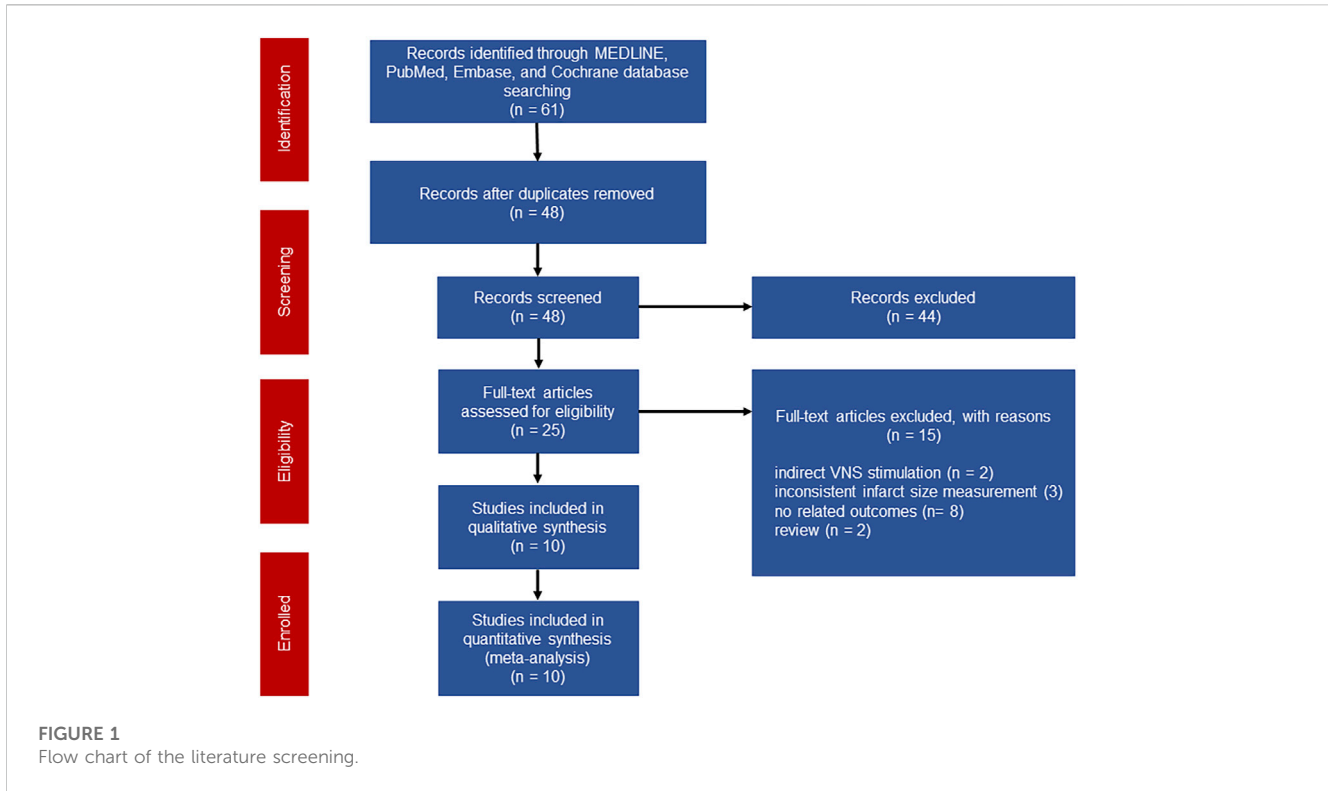 Identification
Records identified through MEDLINE,
PubMed, Embase, and Cochrane database
searching
(n = 61)
Records after duplicates removed
(n = 48)
Screening
Records screened
(n = 48)
Records excluded
(n = 44)
Eligibility
Full-text articles
assessed for eligibility
(n = 25)
Full-text articles excluded, with reasons
(n = 15)
indirect VNS stimulation (n = 2)
inconsistent infarct size measurement (3)
no related outcomes (n= 8)
review (n = 2)
Studies included in
qualitative synthesis
(n = 10)
Enrolled
Studies included in
quantitative synthesis
(meta-analysis)
(n = 10)
FIGURE 1
Flow chart of the literature screening.